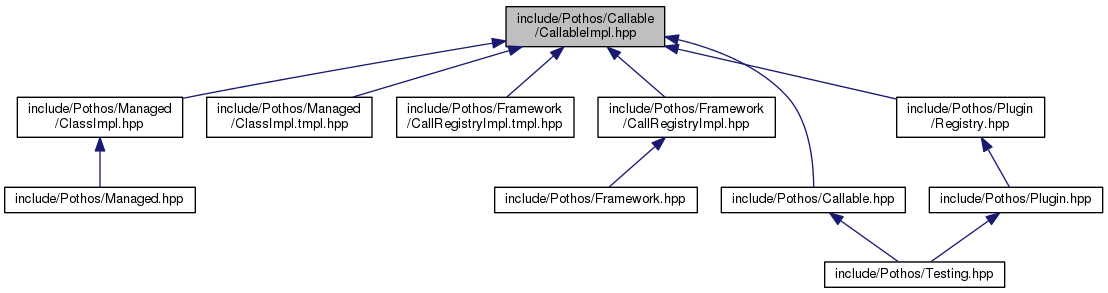 include/Pothos/Callable
/CallableImpl.hpp
include/Pothos/Managed
/ClassImpl.hpp
include/Pothos/Managed
/ClassImpl.tmpl.hpp
include/Pothos/Framework
/CallRegistryImpl.tmpl.hpp
include/Pothos/Framework
/CallRegistryImpl.hpp
include/Pothos/Plugin
/Registry.hpp
include/Pothos/Managed.hpp
include/Pothos/Framework.hpp
include/Pothos/Callable.hpp
include/Pothos/Plugin.hpp
include/Pothos/Testing.hpp